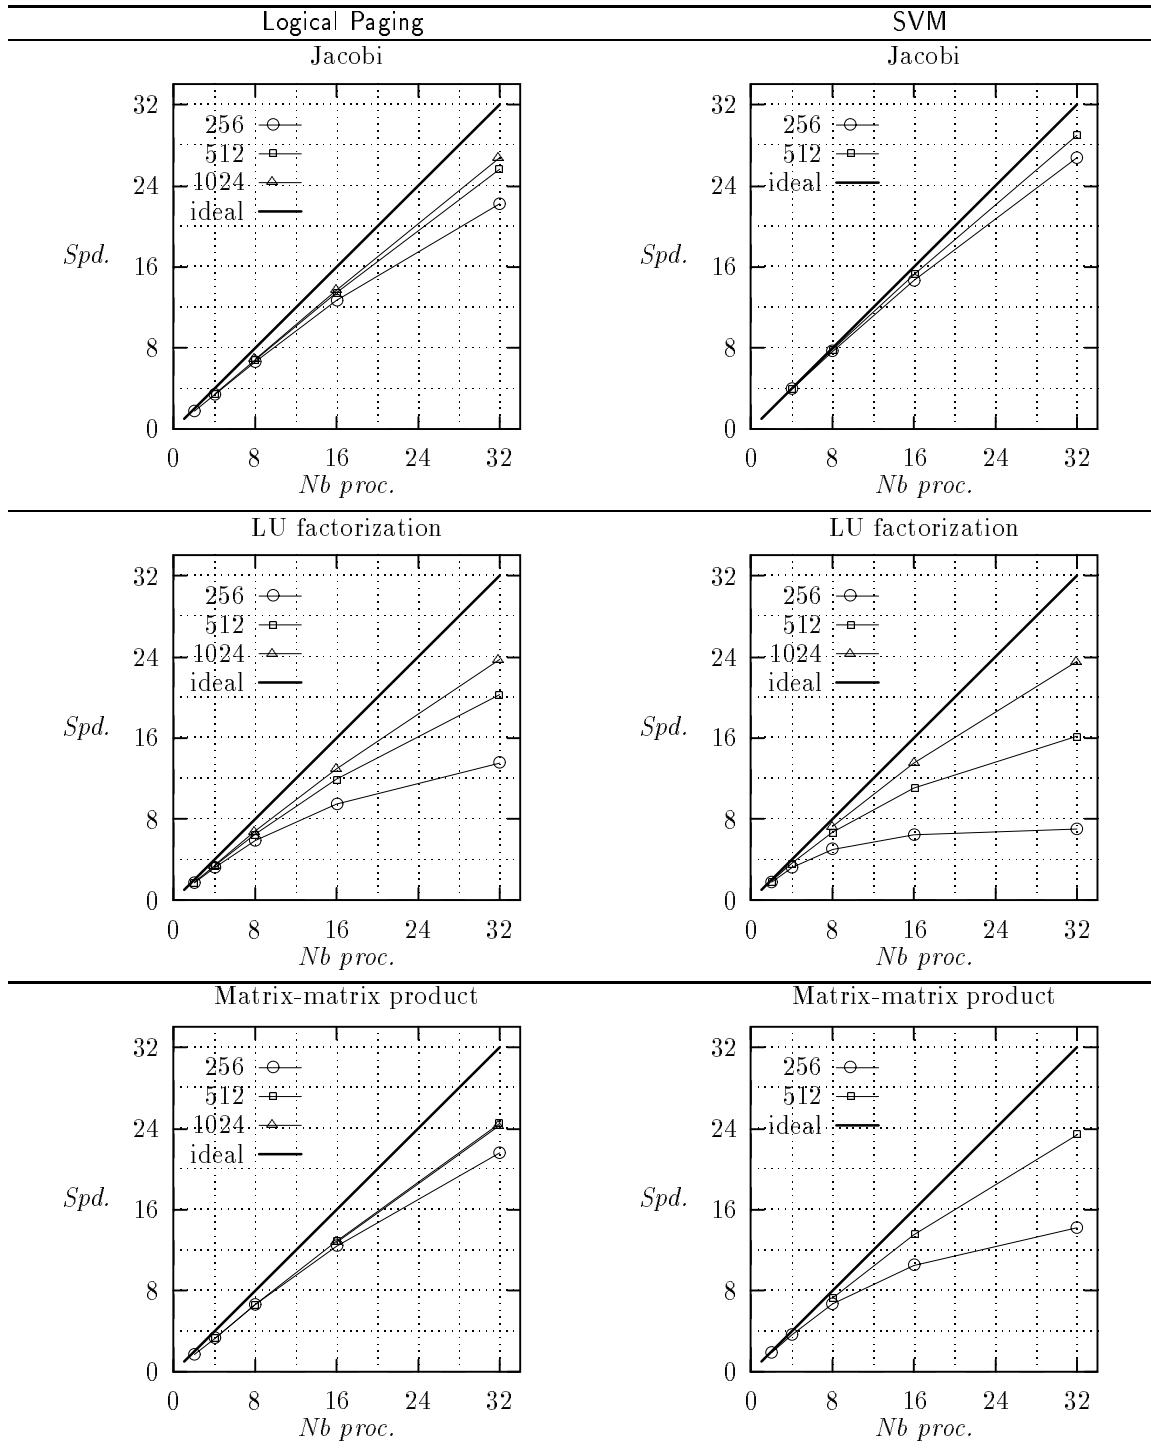 Logical Paging SVM
Jacobi
32
24
16
8
0
256
512
1024
ideal
Spd.
0 8 16 24 32
Nb proc.
Jacobi
32
24
16
8
0
256
512
ideal
Spd.
0 8 16 24 32
Nb proc.
LU factorization
32
24
16
8
0
256
512
1024
ideal
Spd.
0 8 16 24 32
Nb proc.
LU factorization
32
24
16
8
0
256
512
1024
ideal
Spd.
0 8 16 24 32
Nb proc.
Matrix-matrix product
32
24
16
8
0
256
512
1024
ideal
Spd.
0 8 16 24 32
Nb proc.
Matrix-matrix product
32
24
16
8
0
256
512
ideal
Spd.
0 8 16 24 32
Nb proc.